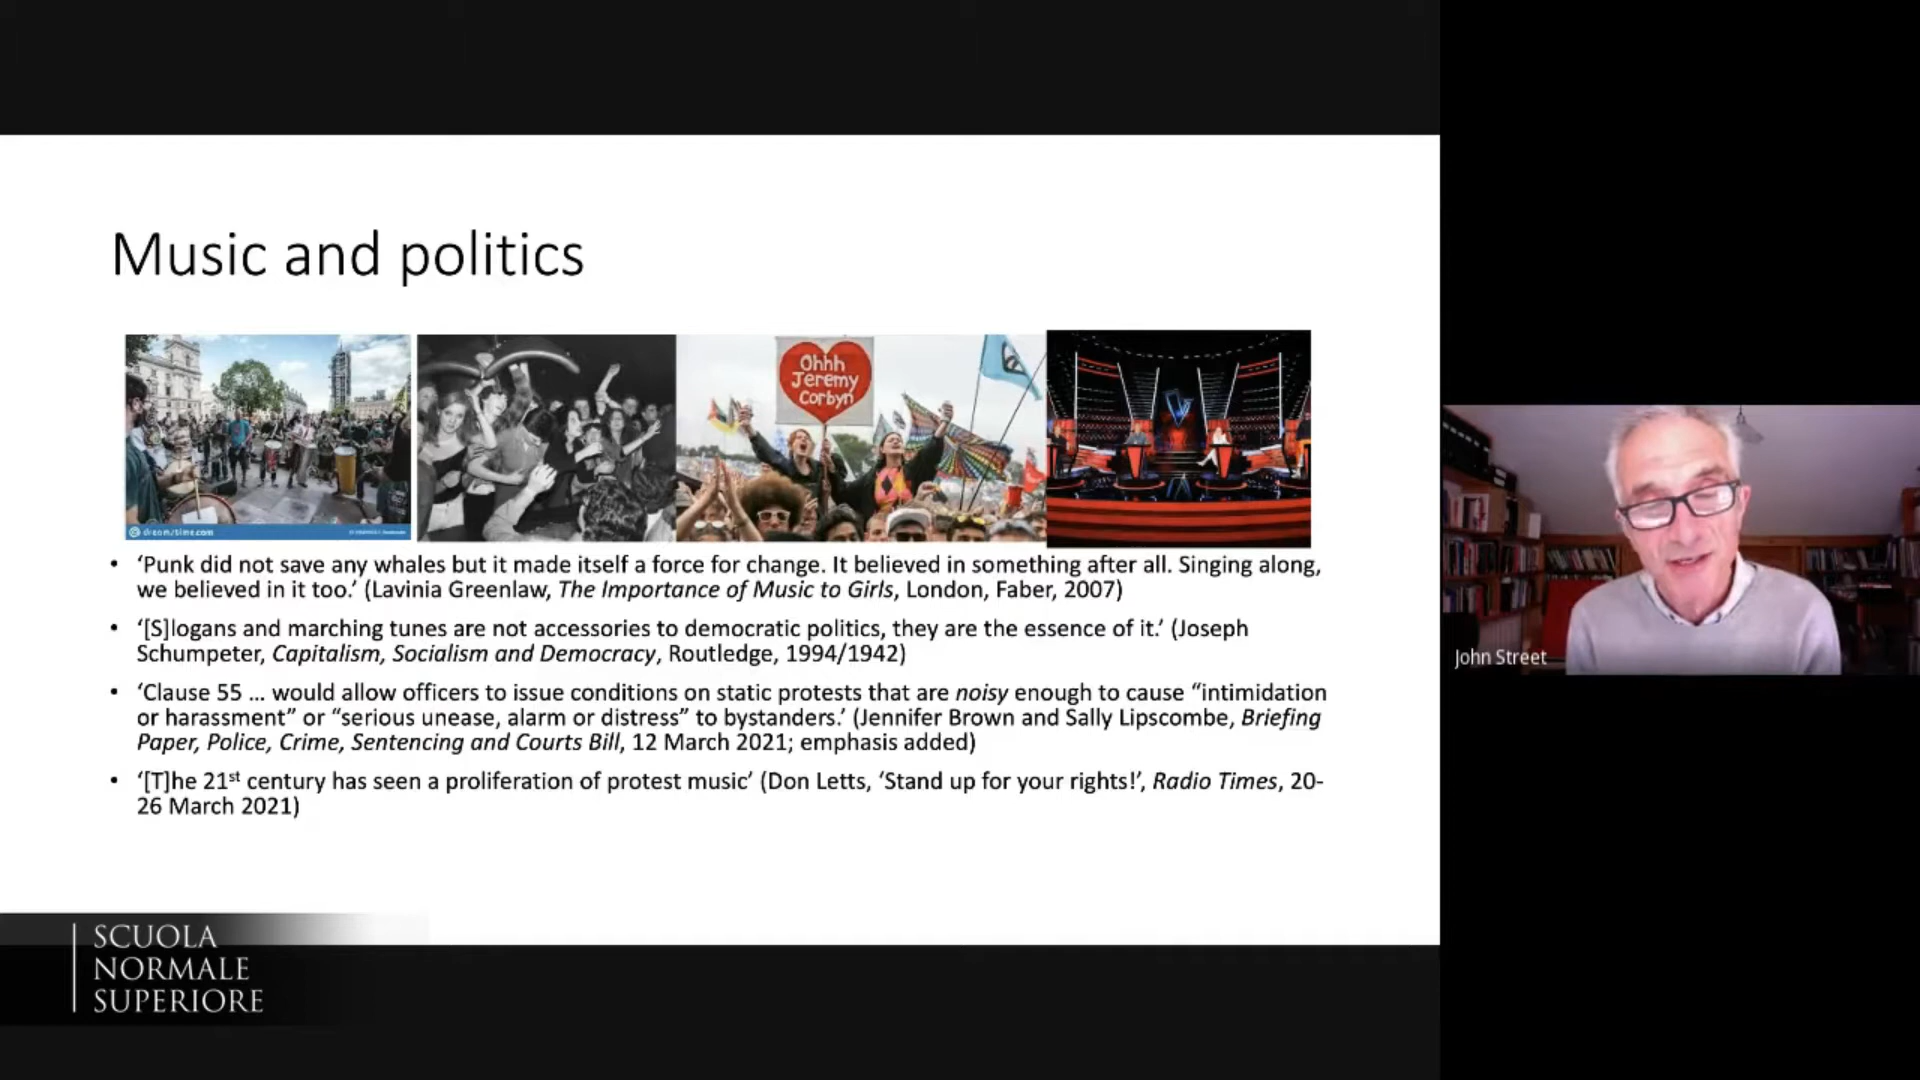 Music and politics
Ohhh
Jeremy
Corbyn
dreamstime.com
• ‘Punk did not save any whales but it made itself a force for change. It believed in something after all. Singing along,
we believed in it too.’ (Lavinia Greenlaw, The Importance of Music to Girls, London, Faber, 2007)
• ‘[S]logans and marching tunes are not accessories to democratic politics, they are the essence of it.’ (Joseph
Schumpeter, Capitalism, Socialism and Democracy, Routledge, 1994/1942)
• ‘Clause 55 … would allow officers to issue conditions on static protests that are noisy enough to cause “intimidation
or harassment” or “serious unease, alarm or distress” to bystanders.’ (Jennifer Brown and Sally Lipscombe, Briefing
Paper, Police, Crime, Sentencing and Courts Bill, 12 March 2021; emphasis added)
• ‘[T]he 21st century has seen a proliferation of protest music’ (Don Letts, ‘Stand up for your rights!’, Radio Times, 20-
26 March 2021)
John Street
SCUOLA
NORMALE
SUPERIORE